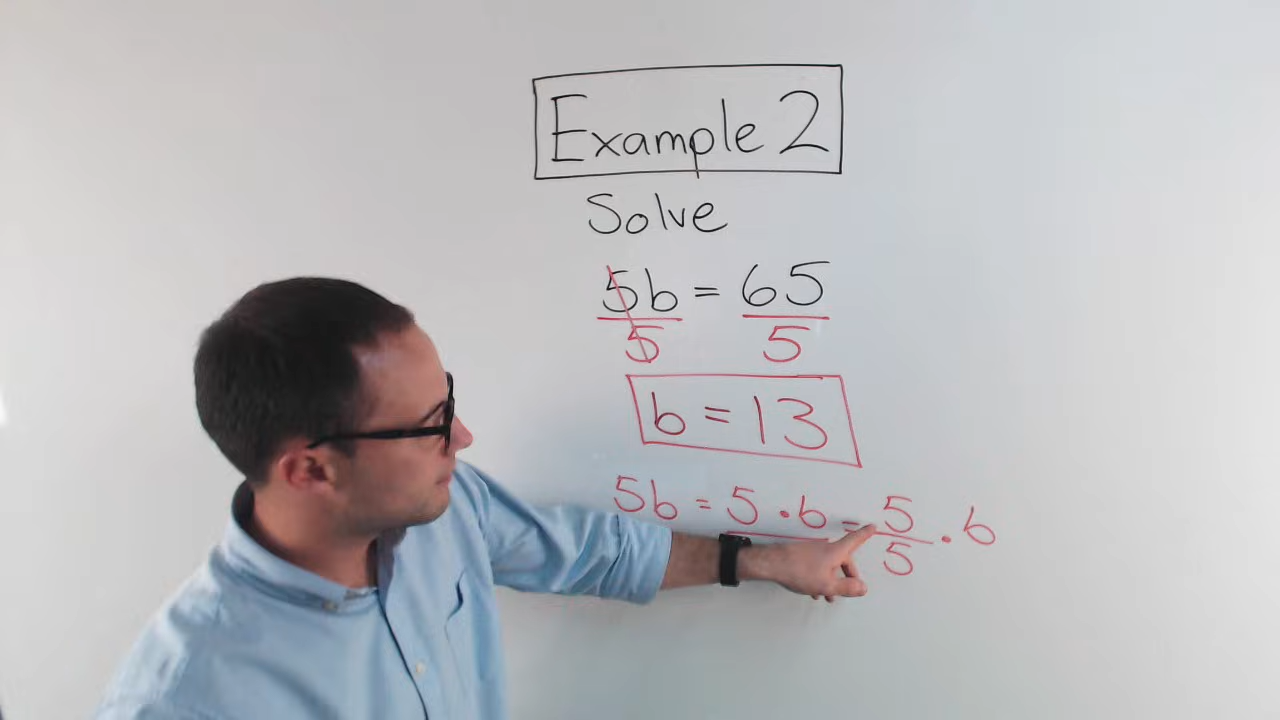 Example 2
Solve
5b = 65
5 5
b = 13
5b = 5 · b = 5 · b
5